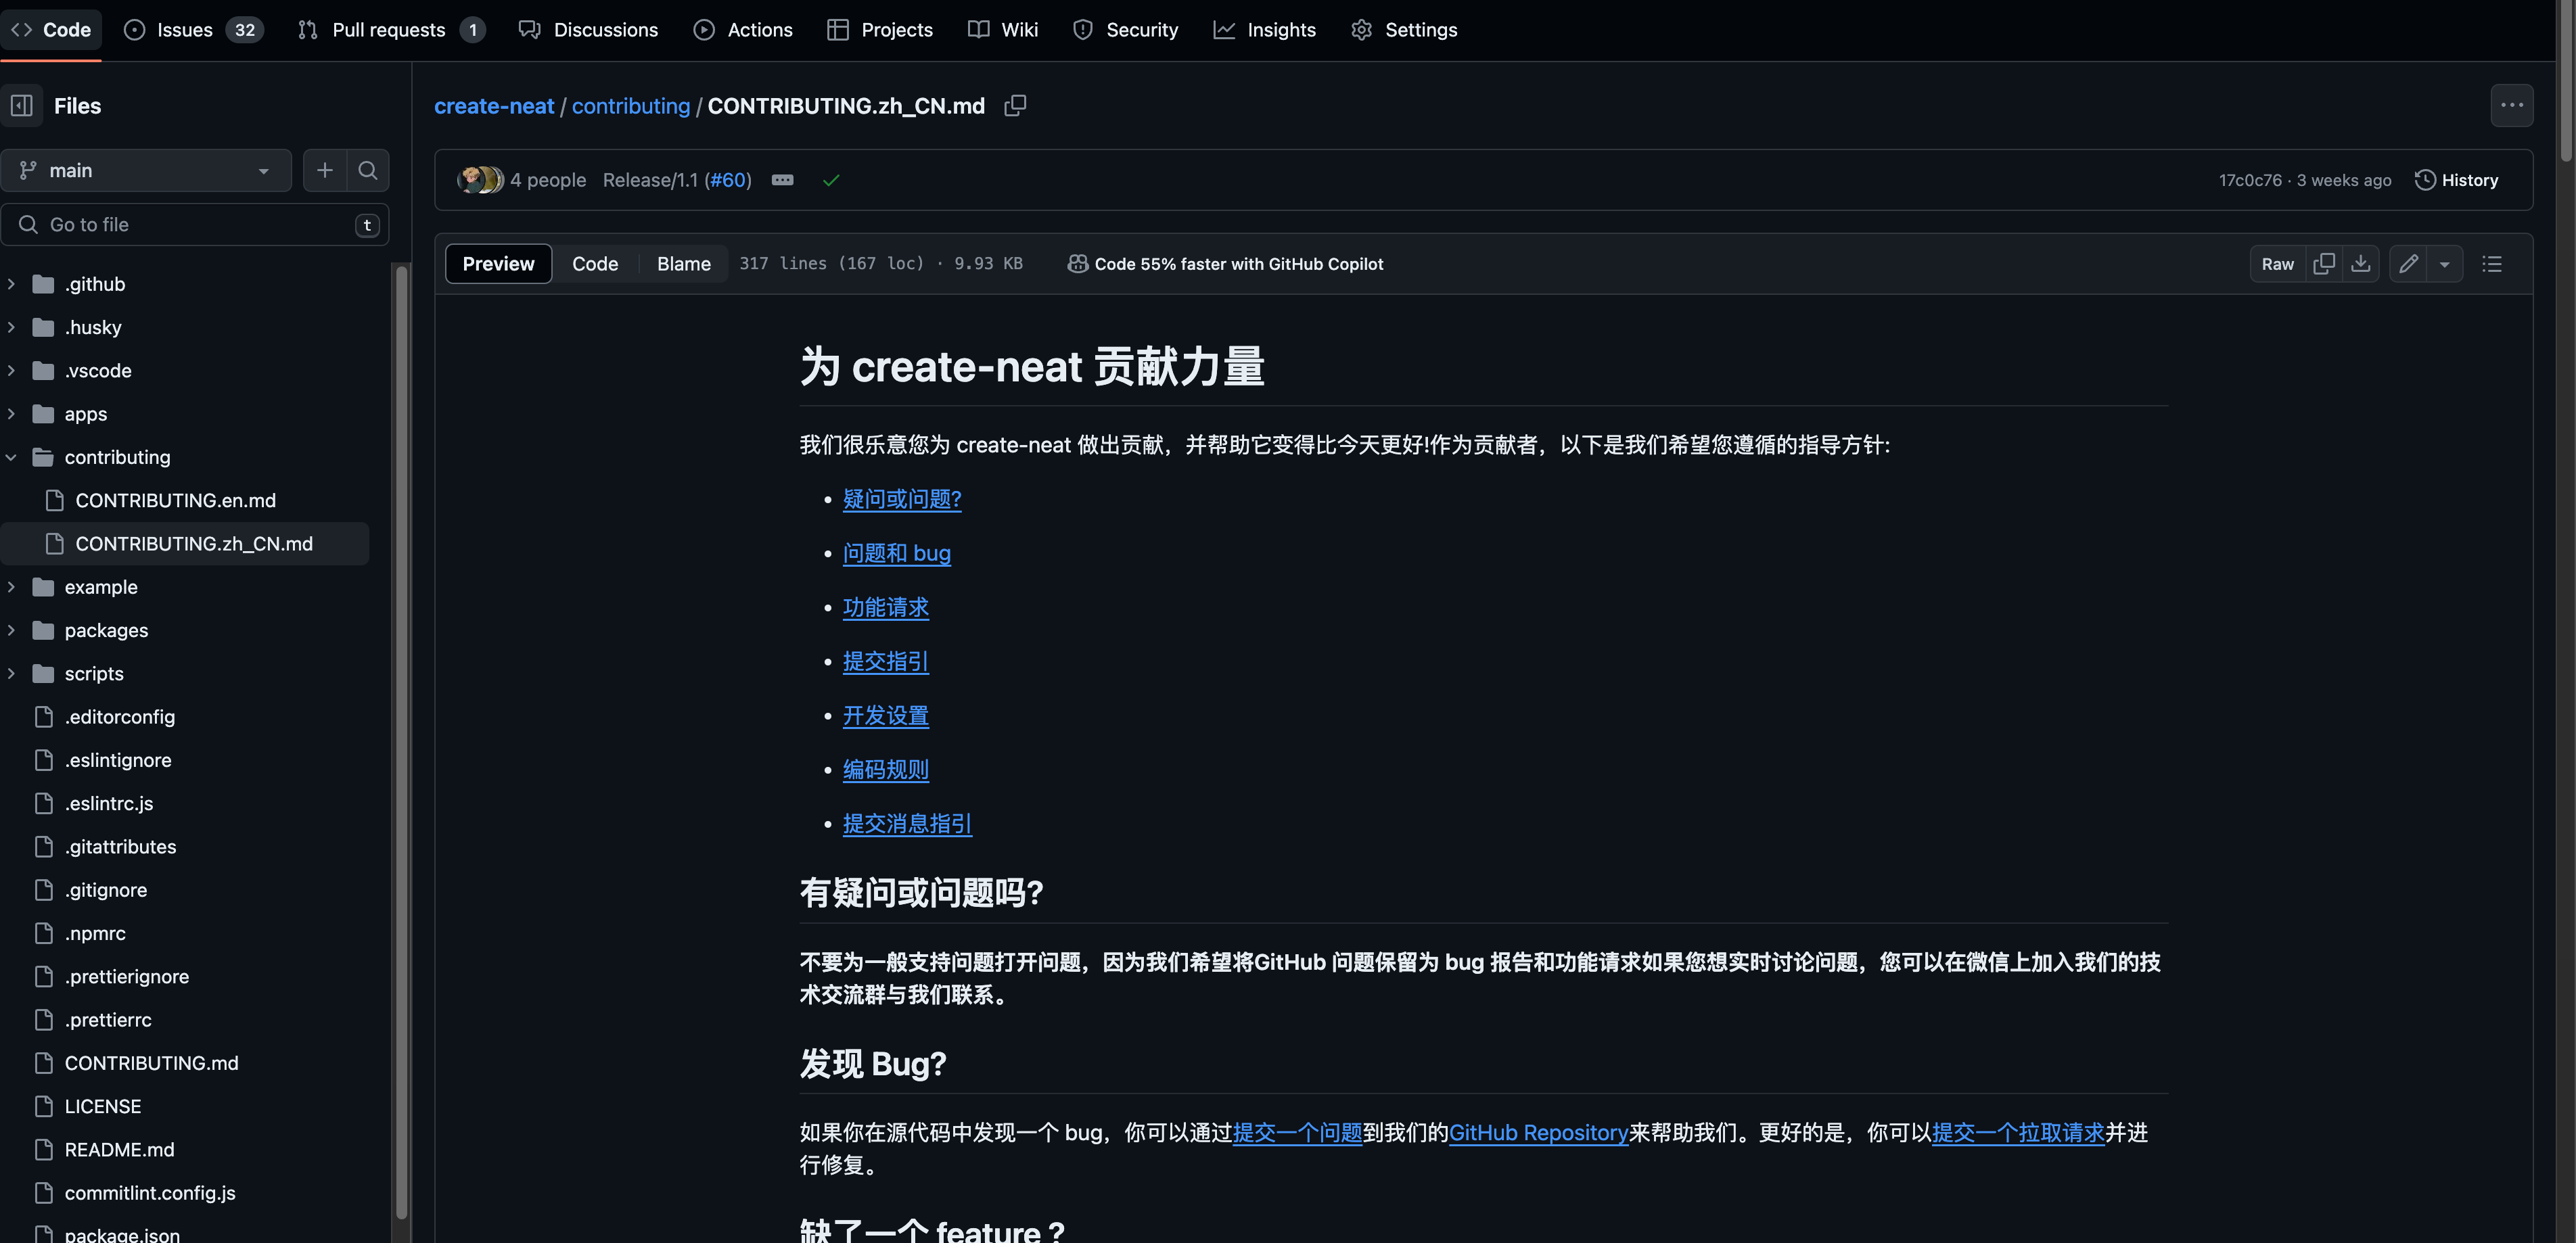 Code
Issues 32
Pull requests 1
Discussions
Actions
Projects
Wiki
Security
Insights
Settings
Files
main
Go to file
t
.github
.husky
.vscode
apps
contributing
CONTRIBUTING.en.md
CONTRIBUTING.zh_CN.md
example
packages
scripts
.editorconfig
.eslintignore
.eslintrc.js
.gitattributes
.gitignore
.npmrc
.prettierignore
.prettierrc
CONTRIBUTING.md
LICENSE
README.md
commitlint.config.js
package.json
create-neat / contributing / CONTRIBUTING.zh_CN.md
4 people Release/1.1 (#60)
17c0c76 · 3 weeks ago
History
Preview
Code
Blame
317 lines (167 loc) · 9.93 KB
Code 55% faster with GitHub Copilot
Raw
为 create-neat 贡献力量
我们很乐意您为 create-neat 做出贡献，并帮助它变得比今天更好!作为贡献者，以下是我们希望您遵循的指导方针:
• 疑问或问题?
• 问题和 bug
• 功能请求
• 提交指引
• 开发设置
• 编码规则
• 提交消息指引
有疑问或问题吗?
不要为一般支持问题打开问题，因为我们希望将GitHub 问题保留为 bug 报告和功能请求如果您想实时讨论问题，您可以在微信上加入我们的技
术交流群与我们联系。
发现 Bug?
如果你在源代码中发现一个 bug，你可以通过提交一个问题到我们的GitHub Repository来帮助我们。更好的是，你可以提交一个拉取请求并进
行修复。
缺了一个 feature ?